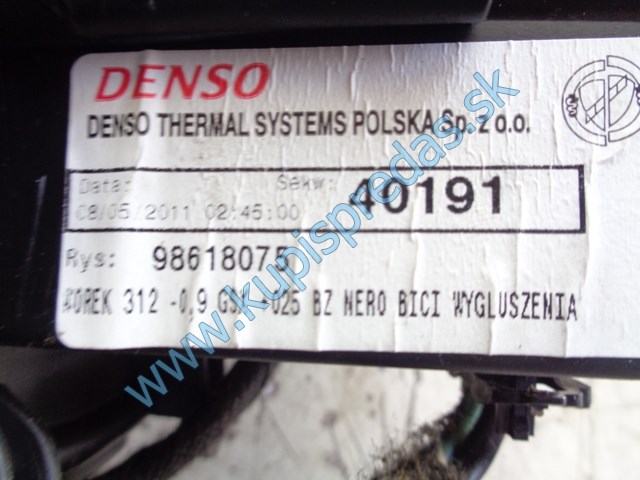 DENSO
DENSO THERMAL SYSTEMS POLSKA Sp. z o.o.
Data: Sekw: 40191
08/05/2011 02:45:00
Rys: 98618075
312 -0,9 BZ NERO BICI WYGLUSZENIA
www.kupispredas.sk